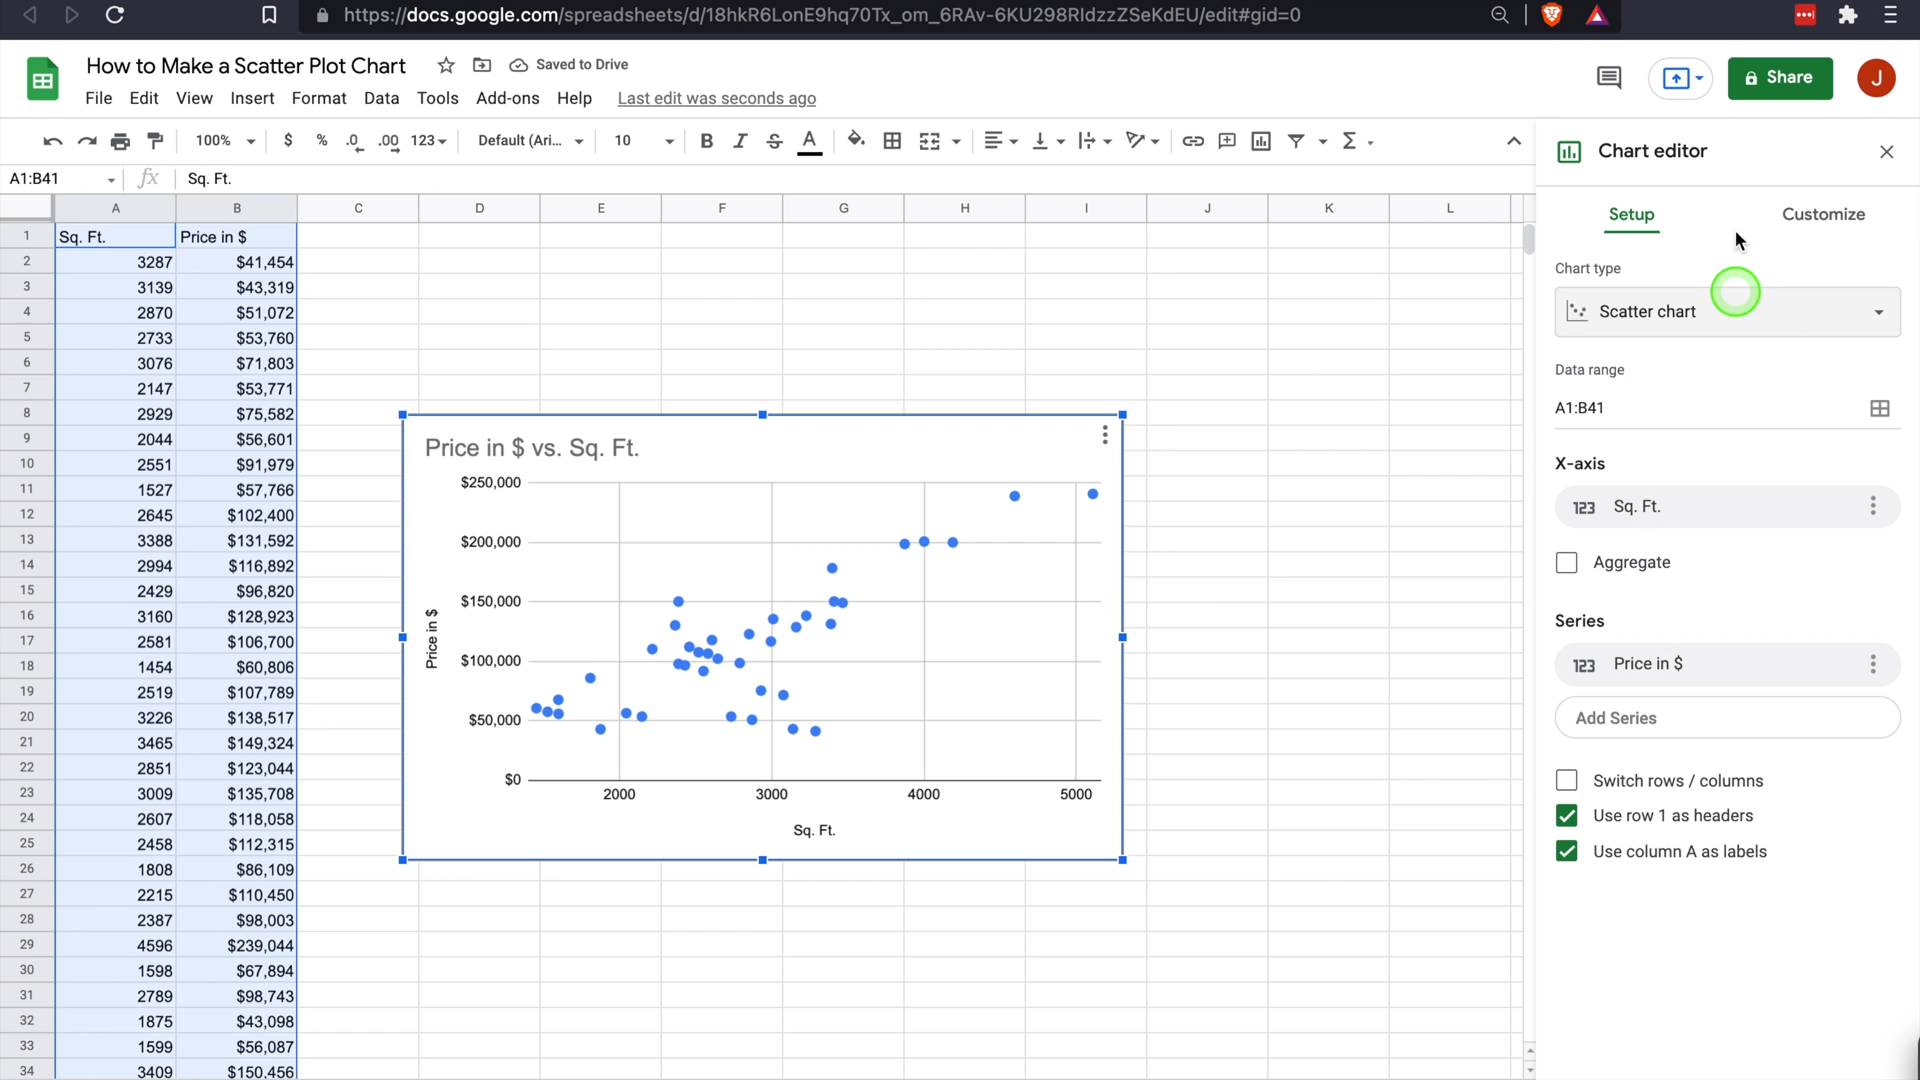 https://docs.google.com/spreadsheets/d/18hkR6LonE9hq70Tx_om_6RAv-6KU298RIdzzZSeKdEU/edit#gid=0
How to Make a Scatter Plot Chart
Saved to Drive
Share
J
File Edit View Insert Format Data Tools Add-ons Help Last edit was seconds ago
100% $ % .0 .00 123 Default (Ari... 10 B I S A
A1:B41 fx Sq. Ft.
A B C D E F G H I J K L
1 Sq. Ft. Price in $
2 3287 $41,454
3 3139 $43,319
4 2870 $51,072
5 2733 $53,760
6 3076 $71,803
7 2147 $53,771
8 2929 $75,582
9 2044 $56,601
10 2551 $91,979
11 1527 $57,766
12 2645 $102,400
13 3388 $131,592
14 2994 $116,892
15 2429 $96,820
16 3160 $128,923
17 2581 $106,700
18 1454 $60,806
19 2519 $107,789
20 3226 $138,517
21 3465 $149,324
22 2851 $123,044
23 3009 $135,708
24 2607 $118,058
25 2458 $112,315
26 1808 $86,109
27 2215 $110,450
28 2387 $98,003
29 4596 $239,044
30 1598 $67,894
31 2789 $98,743
32 1875 $43,098
33 1599 $56,087
34 3409 $150,456
Price in $ vs. Sq. Ft.
$250,000
$200,000
$150,000
$100,000
$50,000
$0
Price in $
2000 3000 4000 5000
Sq. Ft.
Chart editor
Setup Customize
Chart type
Scatter chart
Data range
A1:B41
X-axis
123 Sq. Ft.
Aggregate
Series
123 Price in $
Add Series
Switch rows / columns
Use row 1 as headers
Use column A as labels